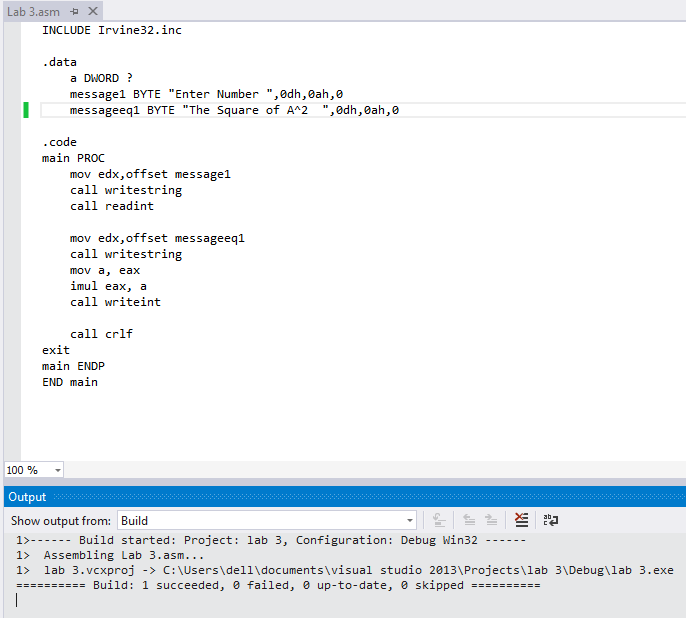 Lab 3.asm
INCLUDE Irvine32.inc
.data
a DWORD ?
message1 BYTE "Enter Number ",0dh,0ah,0
messageeq1 BYTE "The Square of A^2  ",0dh,0ah,0
.code
main PROC
mov edx,offset message1
call writestring
call readint
mov edx,offset messageeq1
call writestring
mov a, eax
imul eax, a
call writeint
call crlf
exit
main ENDP
END main
100 %
Output
Show output from: Build
1>------ Build started: Project: lab 3, Configuration: Debug Win32 ------
1>  Assembling Lab 3.asm...
1>  lab 3.vcxproj -> C:\Users\dell\documents\visual studio 2013\Projects\lab 3\Debug\lab 3.exe
========== Build: 1 succeeded, 0 failed, 0 up-to-date, 0 skipped ==========